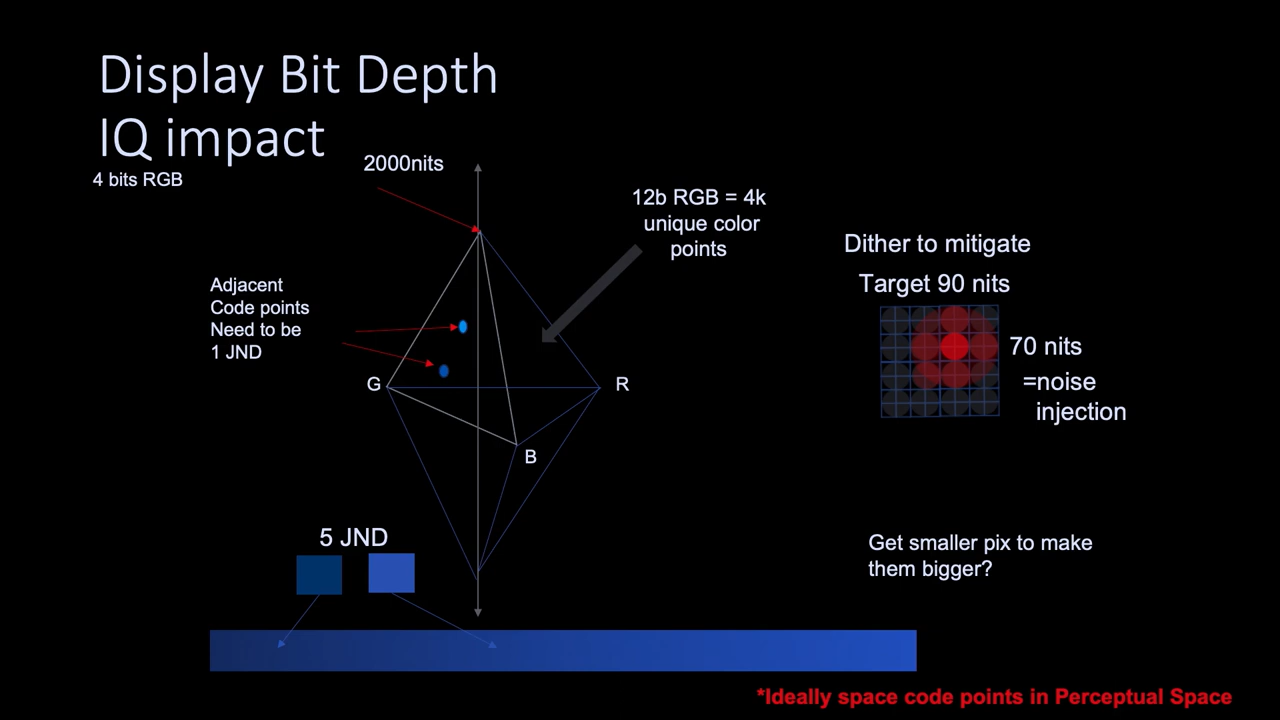 Display Bit Depth
IQ impact
4 bits RGB
2000nits
12b RGB = 4k
unique color
points
Adjacent
Code points
Need to be
1 JND
G
R
B
5 JND
Dither to mitigate
Target 90 nits
70 nits
=noise
injection
Get smaller pix to make
them bigger?
*Ideally space code points in Perceptual Space